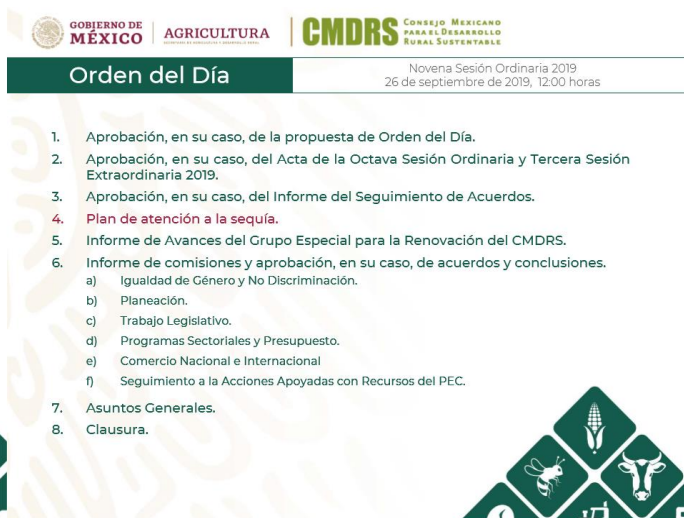 GOBIERNO DE
MÉXICO
AGRICULTURA
CMDRS
Consejo Mexicano
para el Desarrollo
Rural Sustentable
Orden del Día
Novena Sesión Ordinaria 2019
26 de septiembre de 2019, 12:00 horas
1. Aprobación, en su caso, de la propuesta de Orden del Día.
2. Aprobación, en su caso, del Acta de la Octava Sesión Ordinaria y Tercera Sesión
Extraordinaria 2019.
3. Aprobación, en su caso, del Informe del Seguimiento de Acuerdos.
4. Plan de atención a la sequía.
5. Informe de Avances del Grupo Especial para la Renovación del CMDRS.
6. Informe de comisiones y aprobación, en su caso, de acuerdos y conclusiones.
a) Igualdad de Género y No Discriminación.
b) Planeación.
c) Trabajo Legislativo.
d) Programas Sectoriales y Presupuesto.
e) Comercio Nacional e Internacional
f) Seguimiento a la Acciones Apoyadas con Recursos del PEC.
7. Asuntos Generales.
8. Clausura.